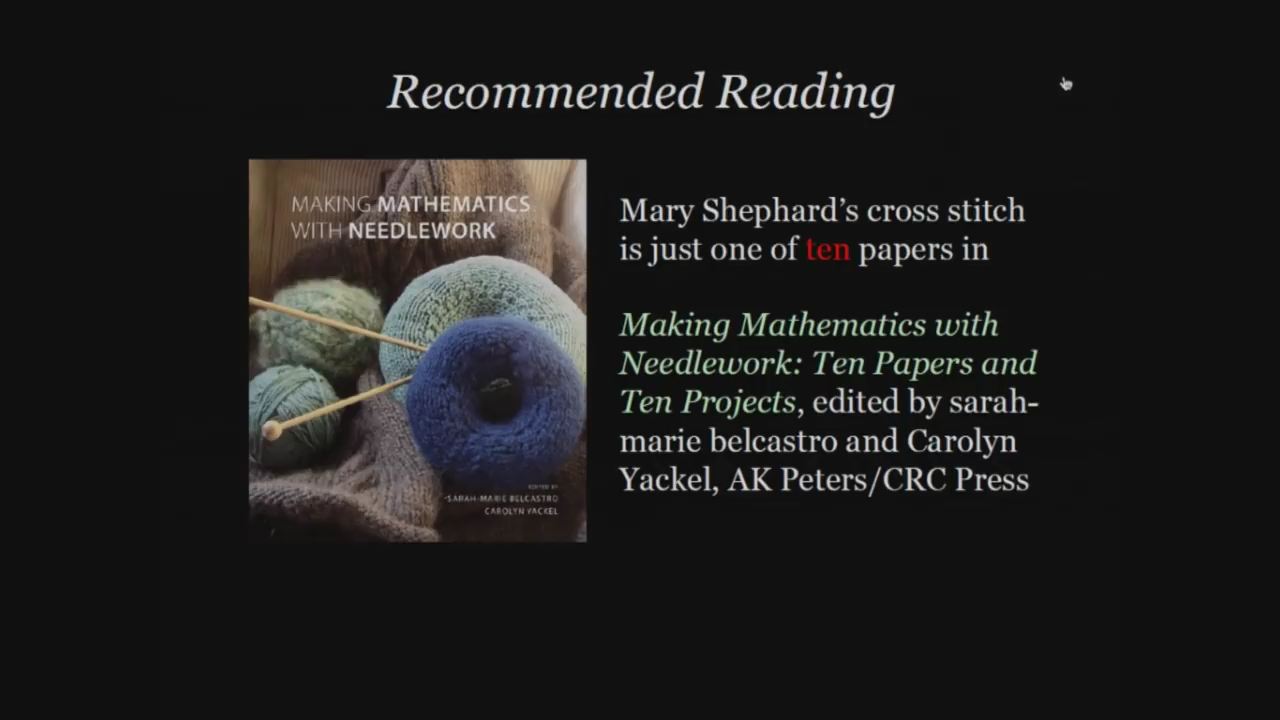 Recommended Reading
MAKING MATHEMATICS
WITH NEEDLEWORK
EDITED BY
SARAH-MARIE BELCASTRO
CAROLYN YACKEL
Mary Shephard’s cross stitch
is just one of ten papers in
Making Mathematics with
Needlework: Ten Papers and
Ten Projects, edited by sarah-
marie belcastro and Carolyn
Yackel, AK Peters/CRC Press